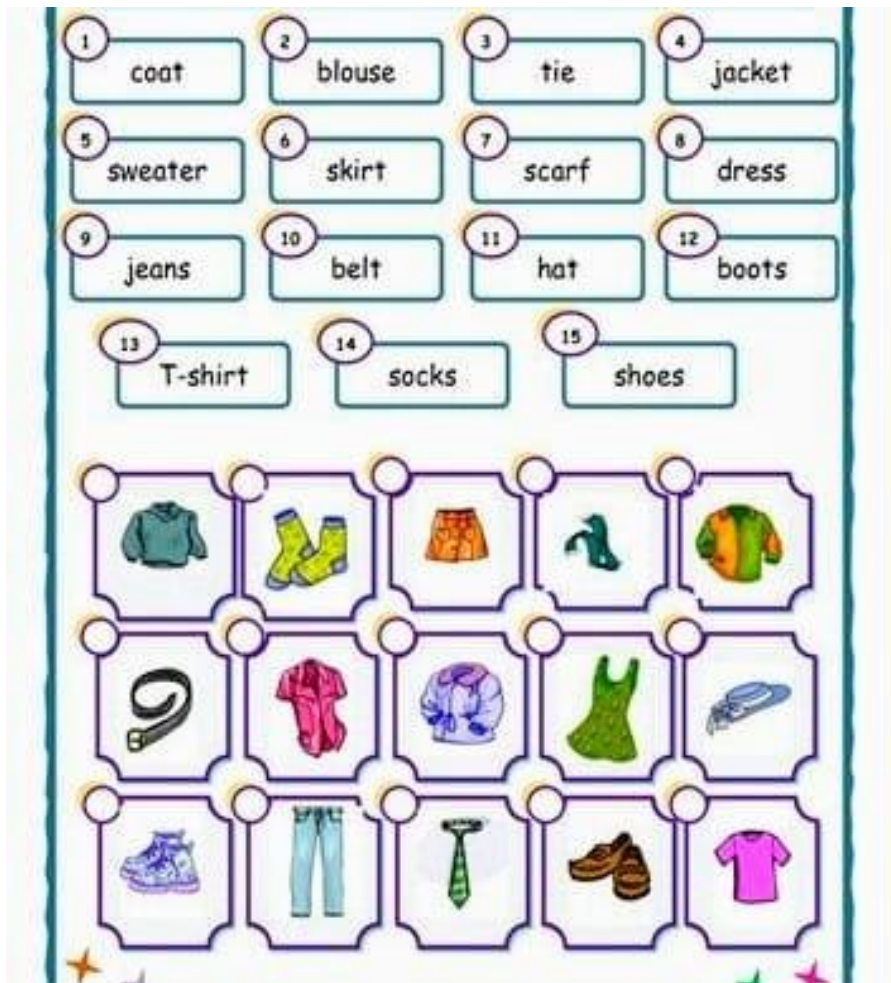 1 2 3 4
coat blouse tie jacket
5 6 7 8
sweater skirt scarf dress
9 10 11 12
jeans belt hat boots
13 14 15
T-shirt socks shoes